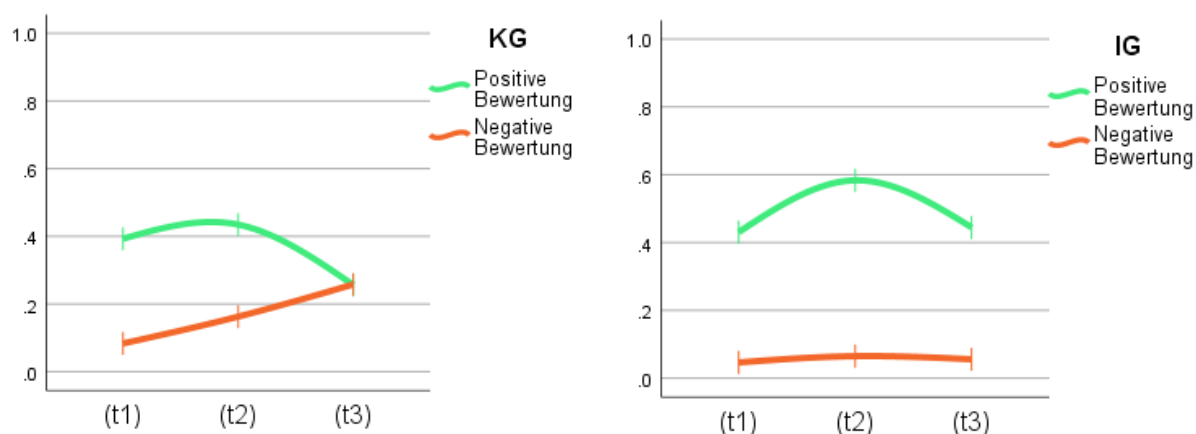 KG
1.0
.8
.6
.4
.2
.0
Positive
Bewertung
Negative
Bewertung
(t1) (t2) (t3)
IG
1.0
.8
.6
.4
.2
.0
Positive
Bewertung
Negative
Bewertung
(t1) (t2) (t3)